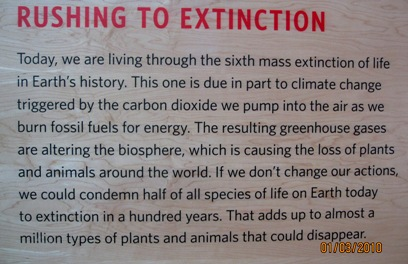 RUSHING TO EXTINCTION
Today, we are living through the sixth mass extinction of life
in Earth's history. This one is due in part to climate change
triggered by the carbon dioxide we pump into the air as we
burn fossil fuels for energy. The resulting greenhouse gases
are altering the biosphere, which is causing the loss of plants
and animals around the world. If we don't change our actions,
we could condemn half of all species of life on Earth today
to extinction in a hundred years. That adds up to almost a
million types of plants and animals that could disappear.
01/03/2010